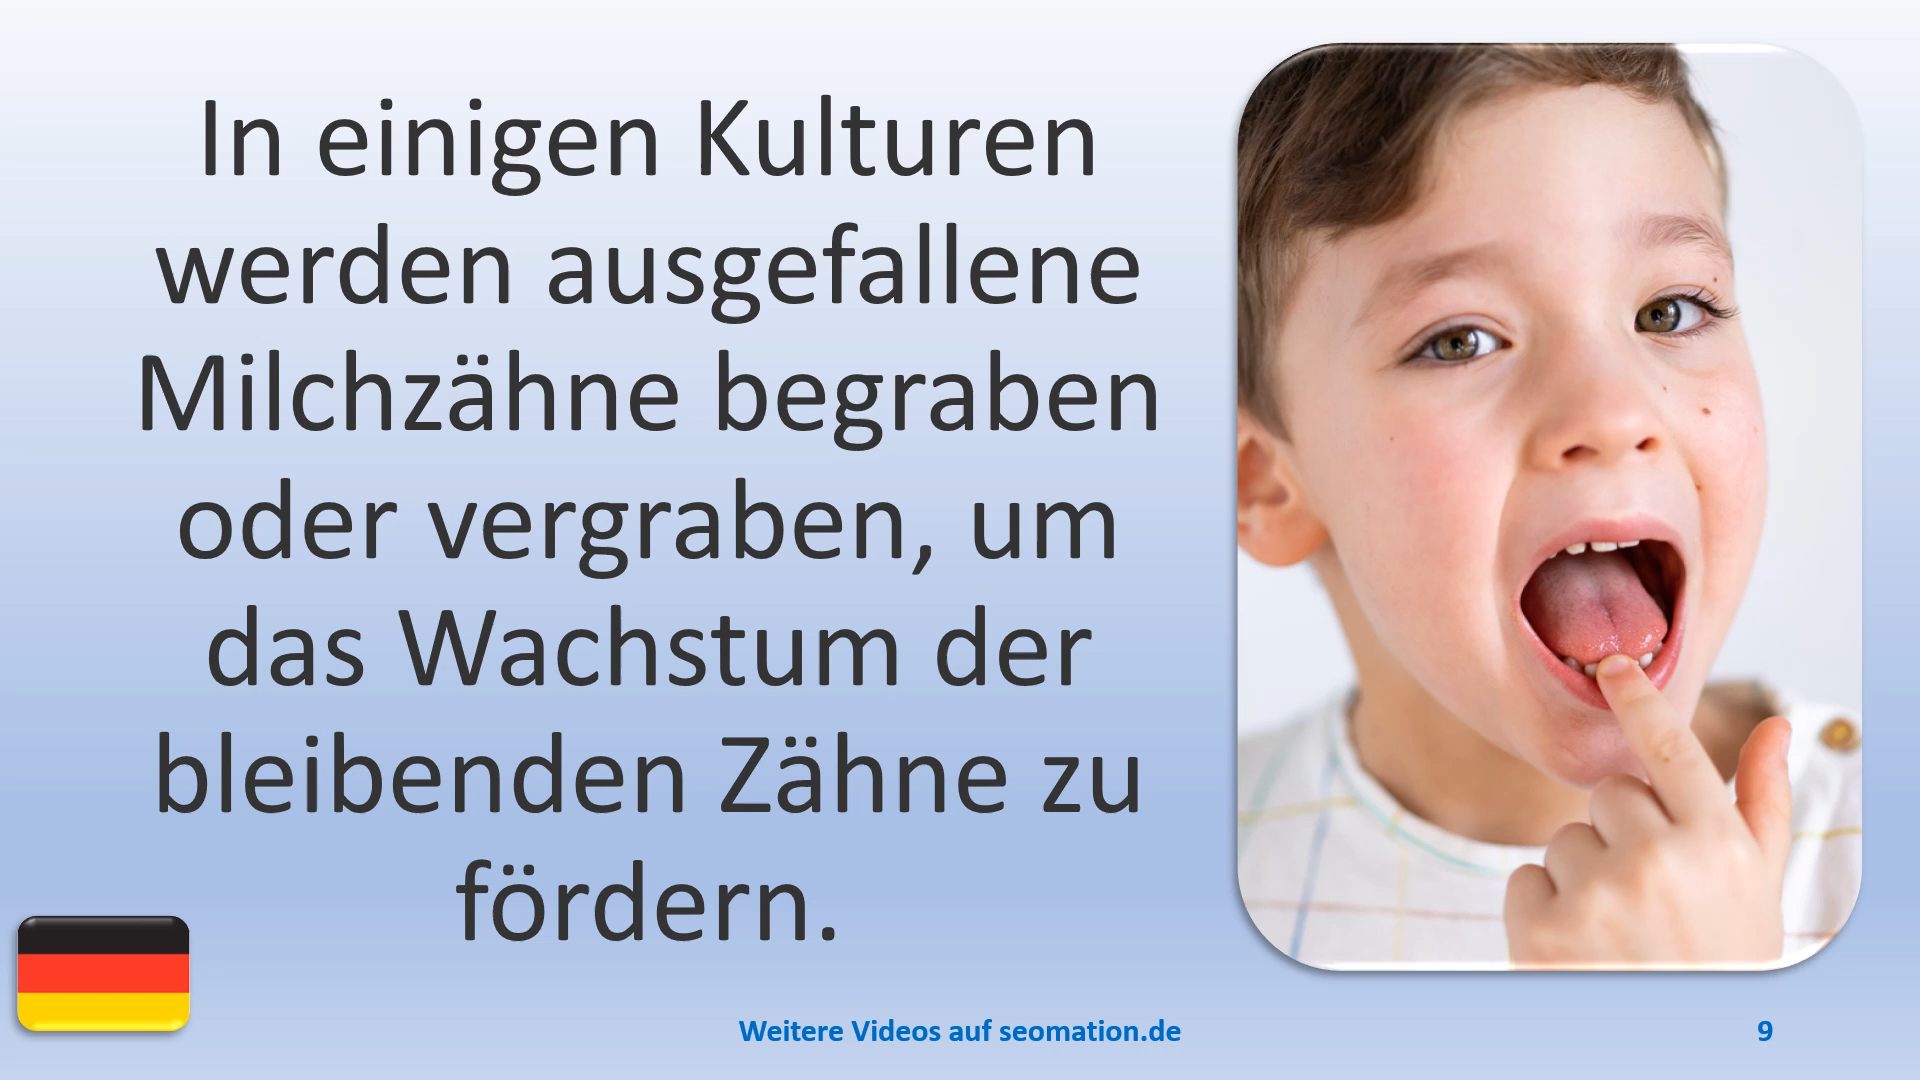 In einigen Kulturen
werden ausgefallene
Milchzähne begraben
oder vergraben, um
das Wachstum der
bleibenden Zähne zu
fördern.
Weitere Videos auf seomation.de
9